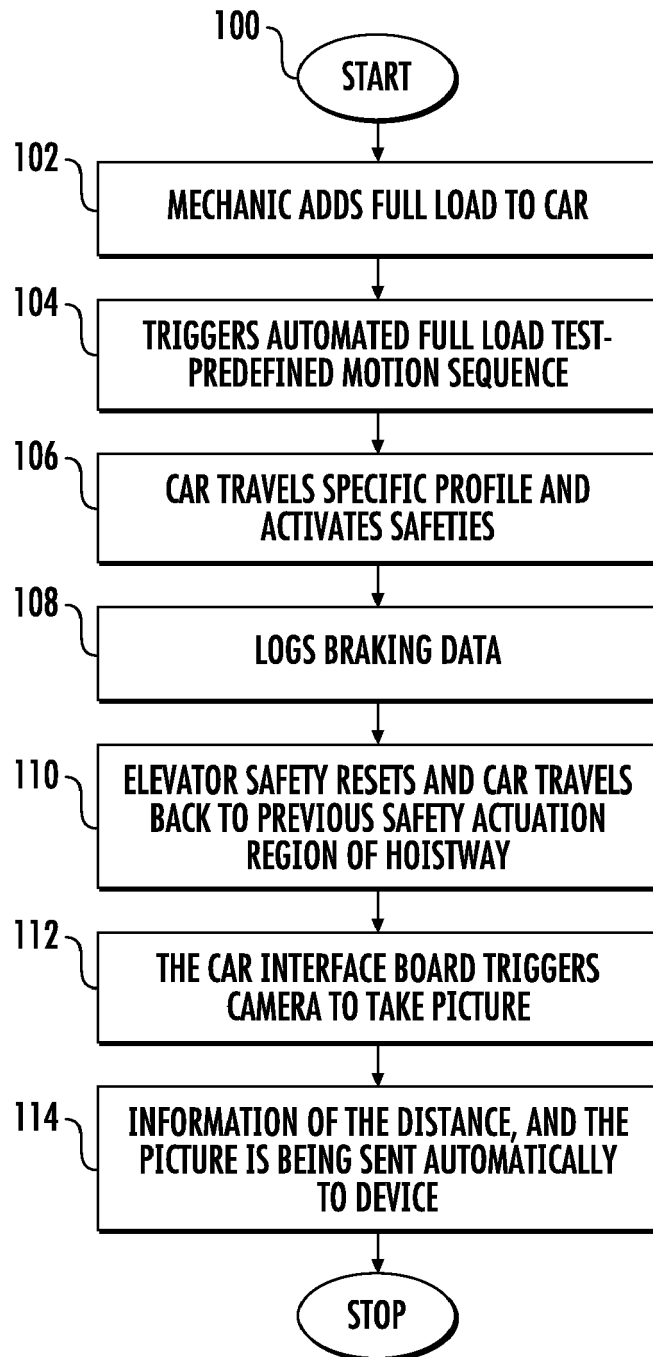 100
START
102
MECHANIC ADDS FULL LOAD TO CAR
104
TRIGGERS AUTOMATED FULL LOAD TEST-
PREDEFINED MOTION SEQUENCE
106
CAR TRAVELS SPECIFIC PROFILE AND
ACTIVATES SAFETIES
108
LOGS BRAKING DATA
110
ELEVATOR SAFETY RESETS AND CAR TRAVELS
BACK TO PREVIOUS SAFETY ACTUATION
REGION OF HOISTWAY
112
THE CAR INTERFACE BOARD TRIGGERS
CAMERA TO TAKE PICTURE
114
INFORMATION OF THE DISTANCE, AND THE
PICTURE IS BEING SENT AUTOMATICALLY
TO DEVICE
STOP